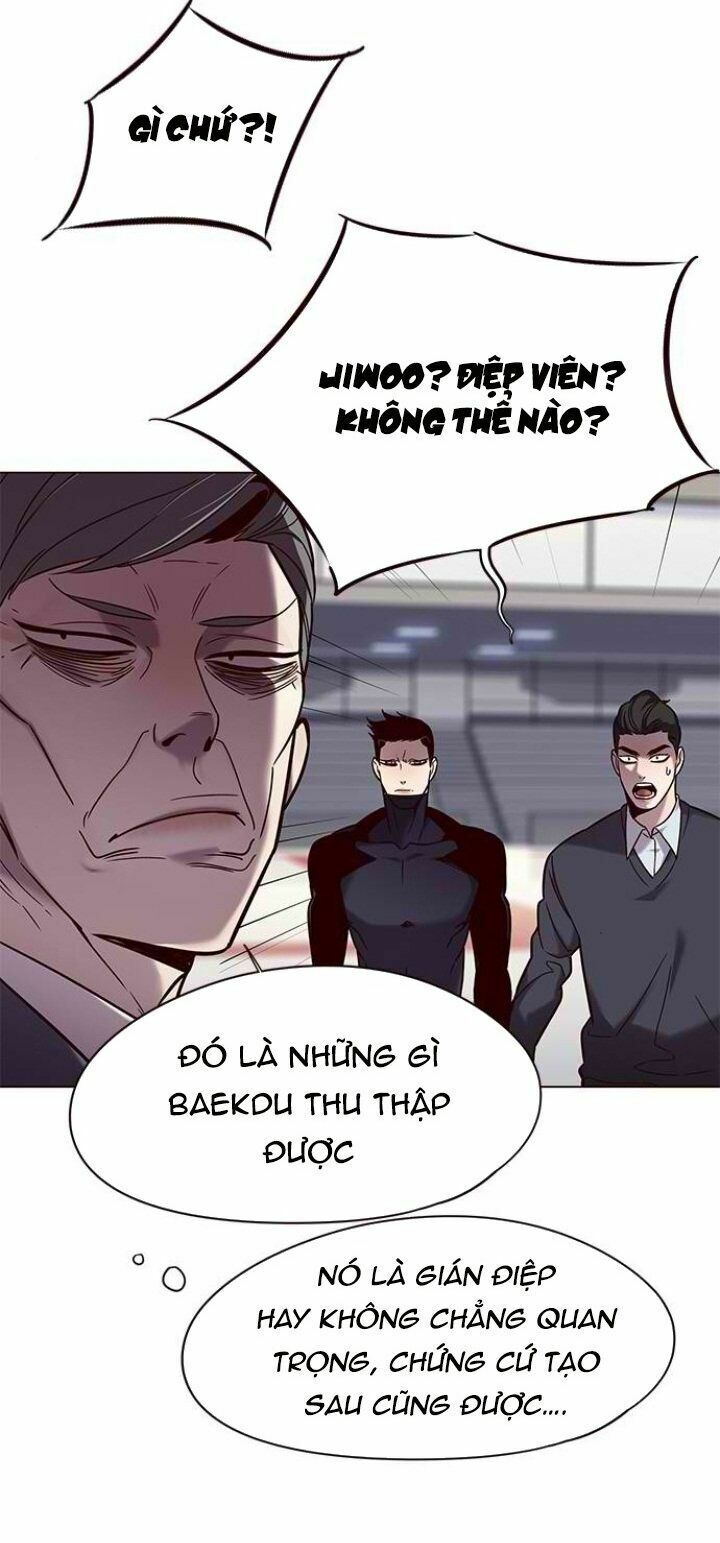 GÌ CHỨ?!
JIWOO? ĐIỆP VIÊN?
KHÔNG THỂ NÀO?
ĐÓ LÀ NHỮNG GÌ
BAEKDU THU THẬP
ĐƯỢC
NÓ LÀ GIÁN ĐIỆP
HAY KHÔNG CHẲNG QUAN
TRỌNG, CHỨNG CỨ TẠO
SAU CŨNG ĐƯỢC....